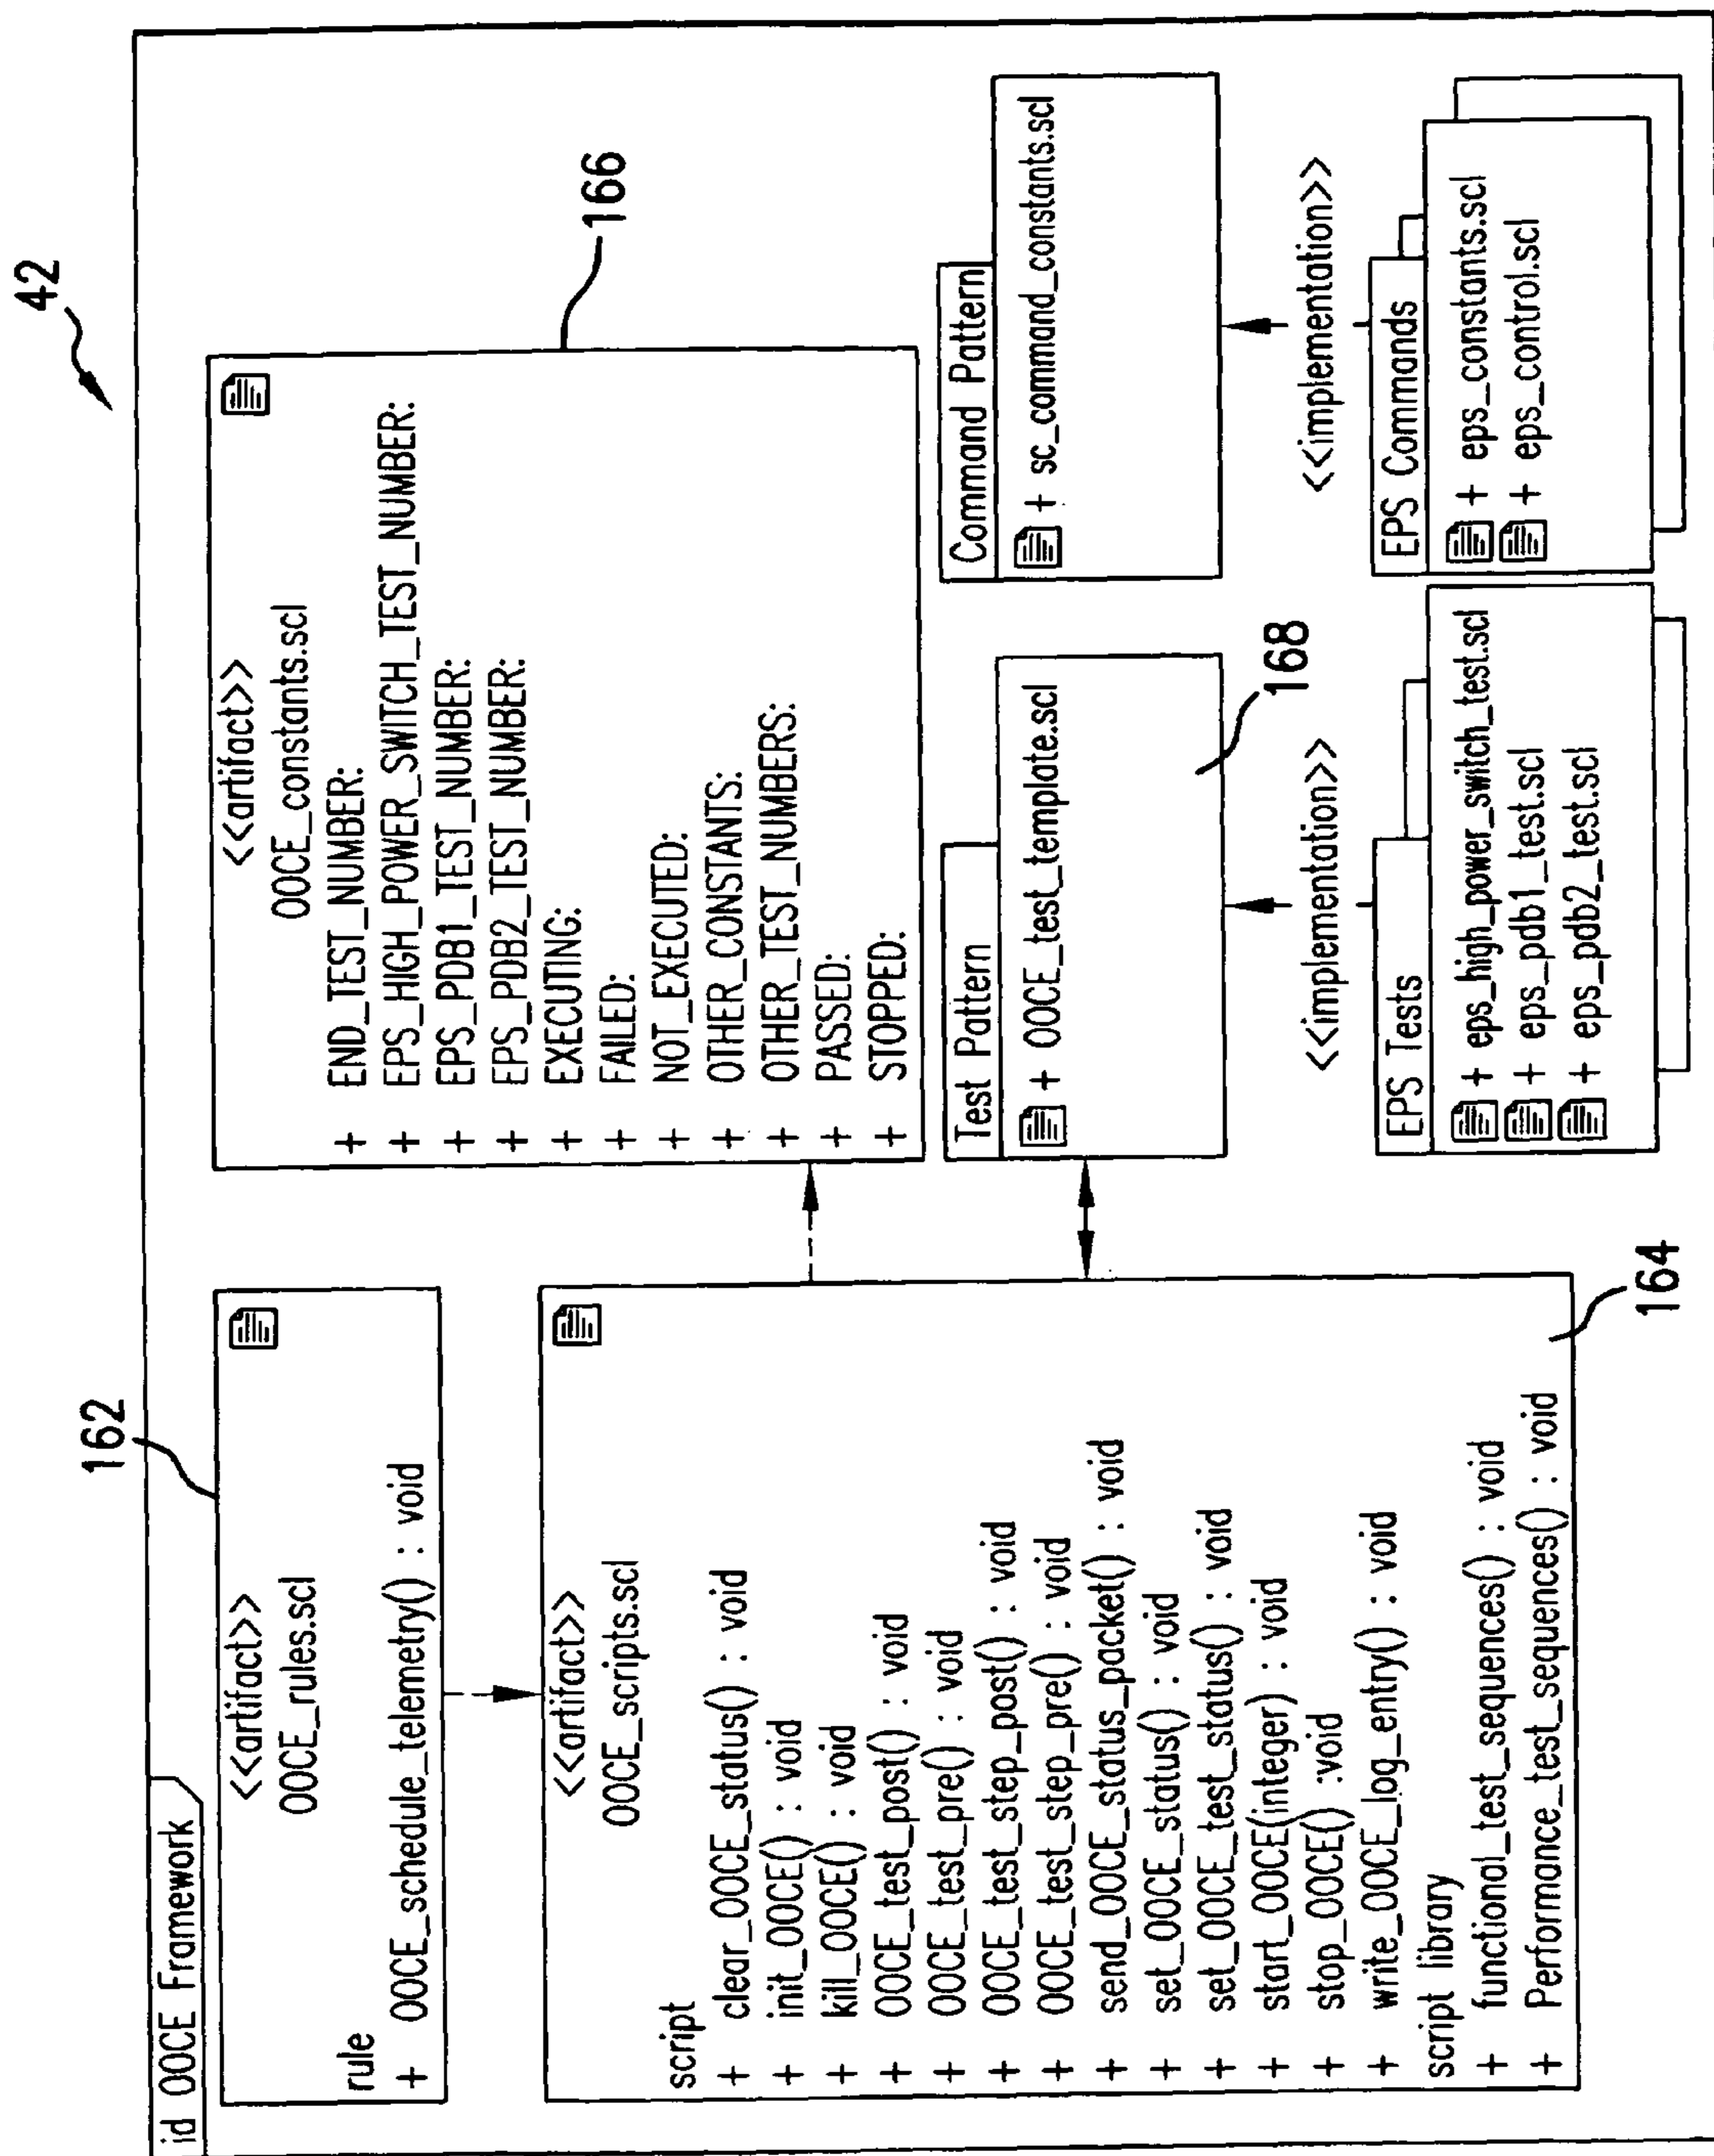 42
id OOCE Framework
162
<<artifact>>
OOCE_rules.scl
rule
+ OOCE_schedule_telemetry() : void
<<artifact>>
OOCE_scripts.scl
script
+ clear_OOCE_status() : void
+ init_OOCE() : void
+ kill_OOCE() : void
+ OOCE_test_post() : void
+ OOCE_test_pre() : void
+ OOCE_test_step_post() : void
+ OOCE_test_step_pre() : void
+ send_OOCE_status_packet() : void
+ set_OOCE_status() : void
+ set_OOCE_test_status() : void
+ start_OOCE(integer) : void
+ stop_OOCE() :void
+ write_OOCE_log_entry() : void
script library
+ functional_test_sequences() : void
+ Performance_test_sequences() : void
164
<<artifact>>
OOCE_constants.scl
+ END_TEST_NUMBER:
+ EPS_HIGH_POWER_SWITCH_TEST_NUMBER:
+ EPS_PDB1_TEST_NUMBER:
+ EPS_PDB2_TEST_NUMBER:
+ EXECUTING:
+ FAILED:
+ NOT_EXECUTED:
+ OTHER_CONSTANTS:
+ OTHER_TEST_NUMBERS:
+ PASSED:
+ STOPPED:
166
Test Pattern
+ OOCE_test_template.scl
168
<<implementation>>
EPS Tests
+ eps_high_power_switch_test.scl
+ eps_pdb1_test.scl
+ eps_pdb2_test.scl
Command Pattern
+ sc_command_constants.scl
<<implementation>>
EPS Commands
+ eps_constants.scl
+ eps_control.scl